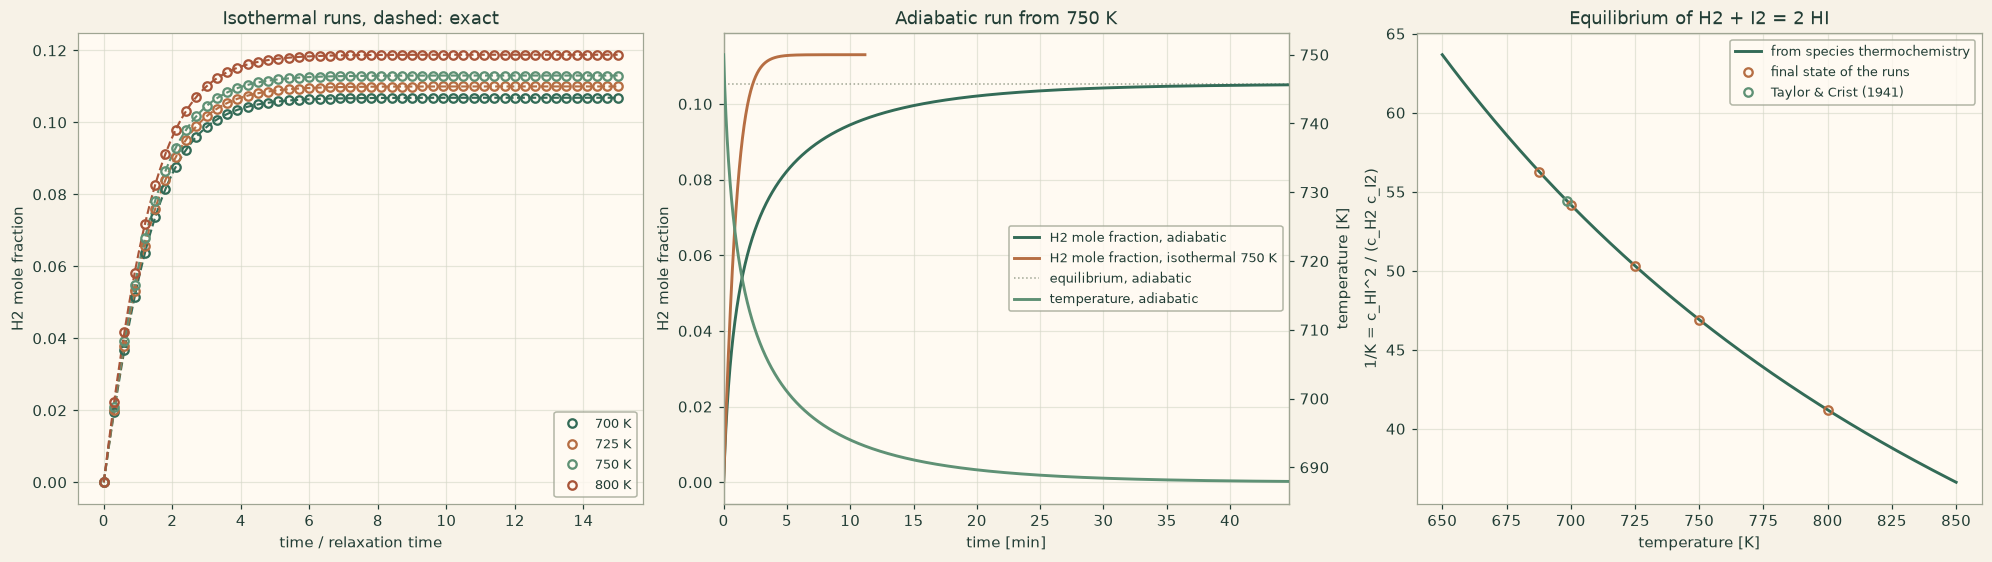 Isothermal runs, dashed: exact
H2 mole fraction
0.12
0.10
0.08
0.06
0.04
0.02
0.00
0 2 4 6 8 10 12 14
time / relaxation time
700 K
725 K
750 K
800 K
Adiabatic run from 750 K
H2 mole fraction
0.10
0.08
0.06
0.04
0.02
0.00
0 5 10 15 20 25 30 35 40
time [min]
H2 mole fraction, adiabatic
H2 mole fraction, isothermal 750 K
equilibrium, adiabatic
temperature, adiabatic
750
740
730
720
710
700
690
temperature [K]
Equilibrium of H2 + I2 = 2 HI
1/K = c_HI^2 / (c_H2 c_I2)
65
60
55
50
45
40
650 675 700 725 750 775 800 825 850
temperature [K]
from species thermochemistry
final state of the runs
Taylor & Crist (1941)